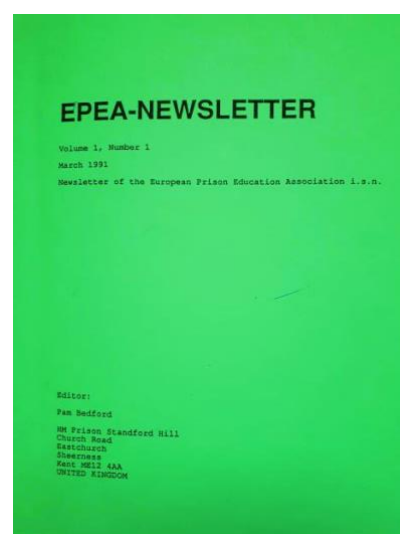 EPEA-NEWSLETTER
Volume 1, Number 1
March 1991
Newsletter of the European Prison Education Association i.s.n.
Editor:
Pam Bedford
HM Prison Standford Hill
Church Road
Eastchurch
Sheerness
Kent ME12 4AA
UNITED KINGDOM